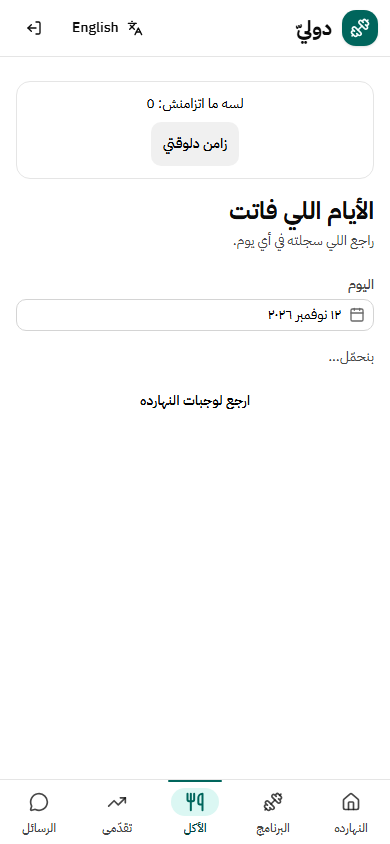 دوليّ
English
لسه ما اتزامنش: 0
زامن دلوقتي
الأيام اللي فاتت
راجع اللي سجلته في أي يوم.
اليوم
١٢ نوفمبر ٢٠٢٦
بنحمّل...
ارجع لوجبات النهارده
النهارده
البرنامج
الأكل
تقدّمي
الرسائل